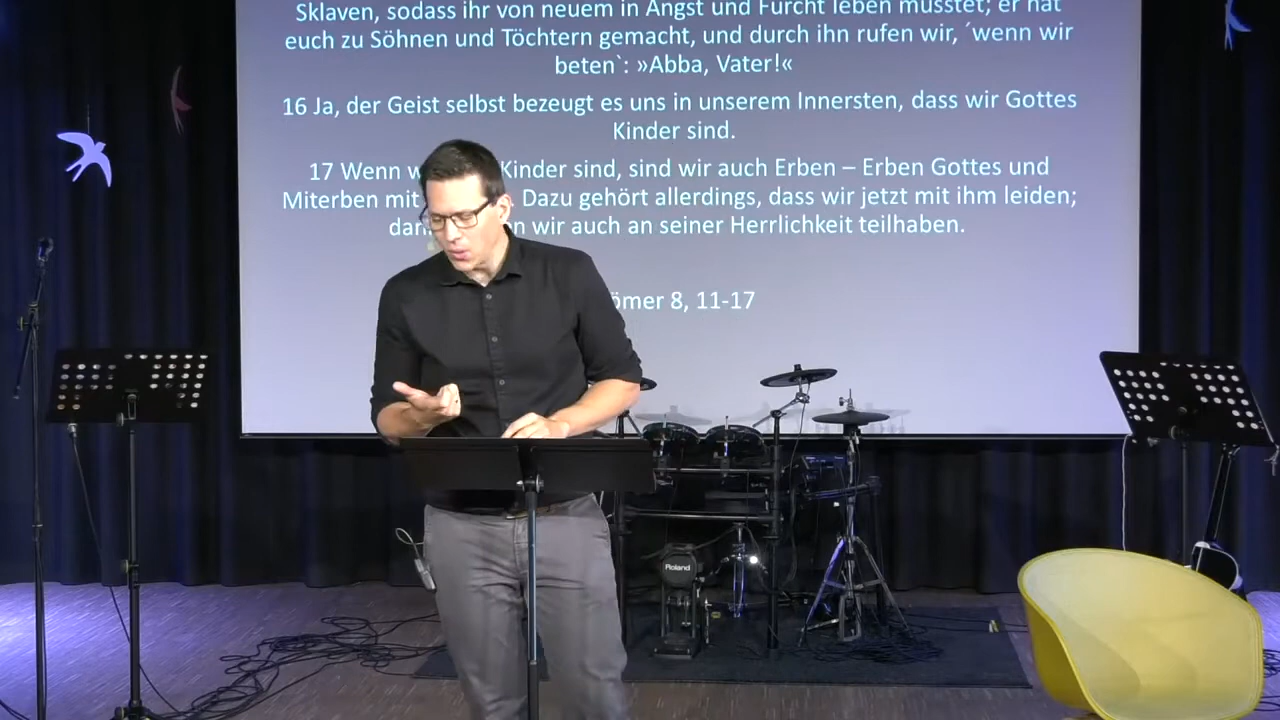 Sklaven, sodass ihr von neuem in Angst und Furcht leben müsstet; er hat
euch zu Söhnen und Töchtern gemacht, und durch ihn rufen wir, ´wenn wir
beten`: »Abba, Vater!«
16 Ja, der Geist selbst bezeugt es uns in unserem Innersten, dass wir Gottes
Kinder sind.
17 Wenn Kinder sind, sind wir auch Erben – Erben Gottes und
Miterben mit Dazu gehört allerdings, dass wir jetzt mit ihm leiden;
wir auch an seiner Herrlichkeit teilhaben.
ömer 8, 11-17
Roland